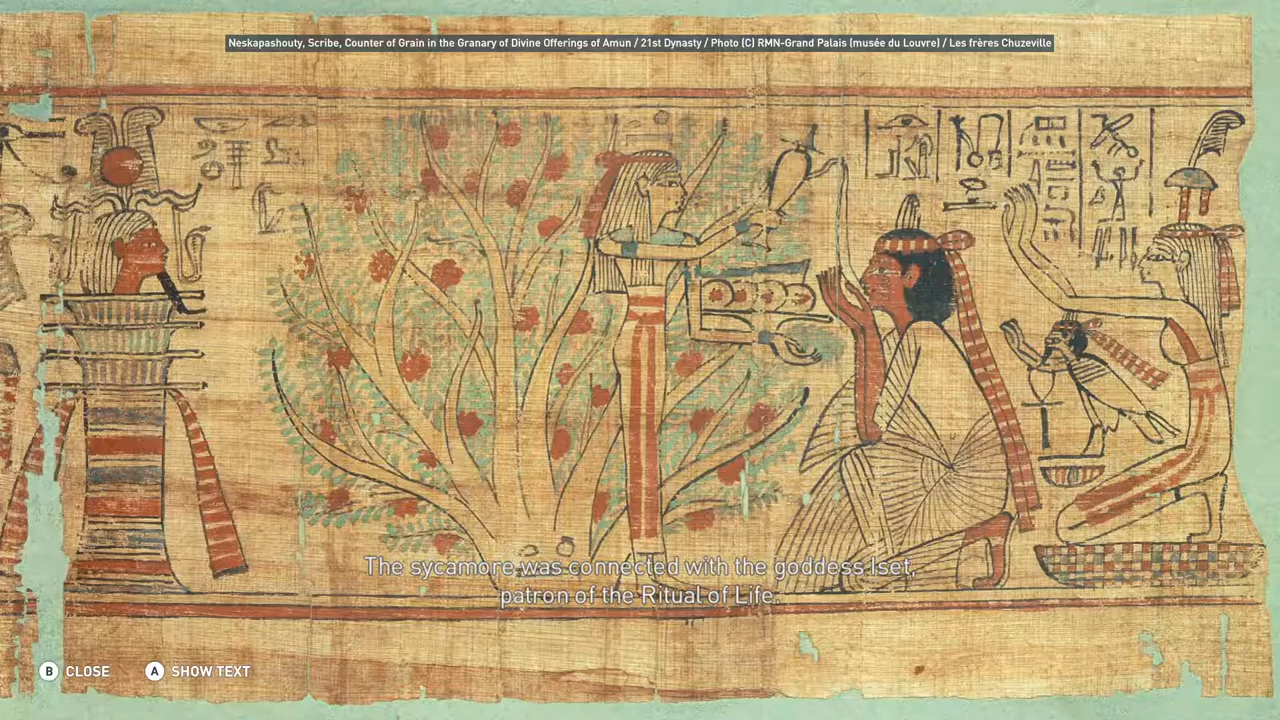 Neskapashouty, Scribe, Counter of Grain in the Granary of Divine Offerings of Amun / 21st Dynasty / Photo (C) RMN-Grand Palais (musée du Louvre) / Les frères Chuzeville
The sycamore was connected with the goddess Iset,
patron of the Ritual of Life.
B CLOSE
A SHOW TEXT